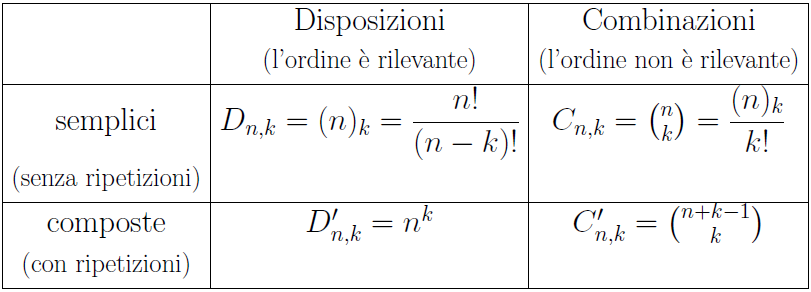 Disposizioni Combinazioni
(l'ordine è rilevante) (l'ordine non è rilevante)
semplici D_{n,k} = (n)_k = \frac{n!}{(n-k)!} C_{n,k} = \binom{n}{k} = \frac{(n)_k}{k!}
(senza ripetizioni)
composte D'_{n,k} = n^k C'_{n,k} = \binom{n+k-1}{k}
(con ripetizioni)